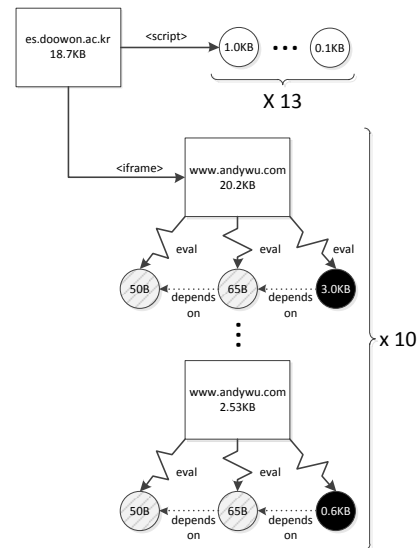 es.doowon.ac.kr
18.7KB
<script>
1.0KB
0.1KB
X 13
<iframe>
www.andywu.com
20.2KB
eval
eval
eval
50B
65B
3.0KB
depends
on
depends
on
x 10
www.andywu.com
2.53KB
eval
eval
eval
50B
65B
0.6KB
depends
on
depends
on